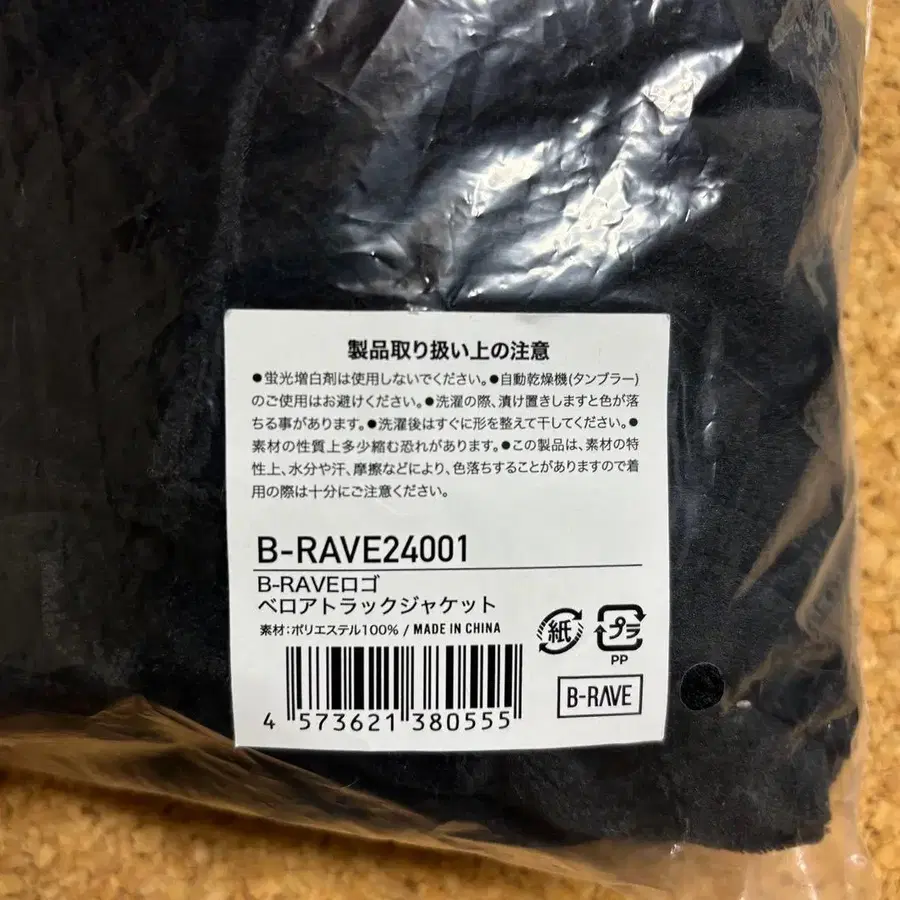 製品取り扱い上の注意
●蛍光増白剤は使用しないでください。●自動乾燥機(タンブラー)
のご使用はお避けください。●洗濯の際、漬け置きしますと色が落
ちる事があります。●洗濯後はすぐに形を整えて干してください。●
素材の性質上多少縮む恐れがあります。●この製品は、素材の特
性上、水分や汗、摩擦などにより、色落ちすることがありますので着
用の際は十分にご注意ください。
B-RAVE24001
B-RAVEロゴ
ベロアトラックジャケット
素材:ポリエステル100% / MADE IN CHINA
紙
プラ
PP
B-RAVE
4 573621 380555